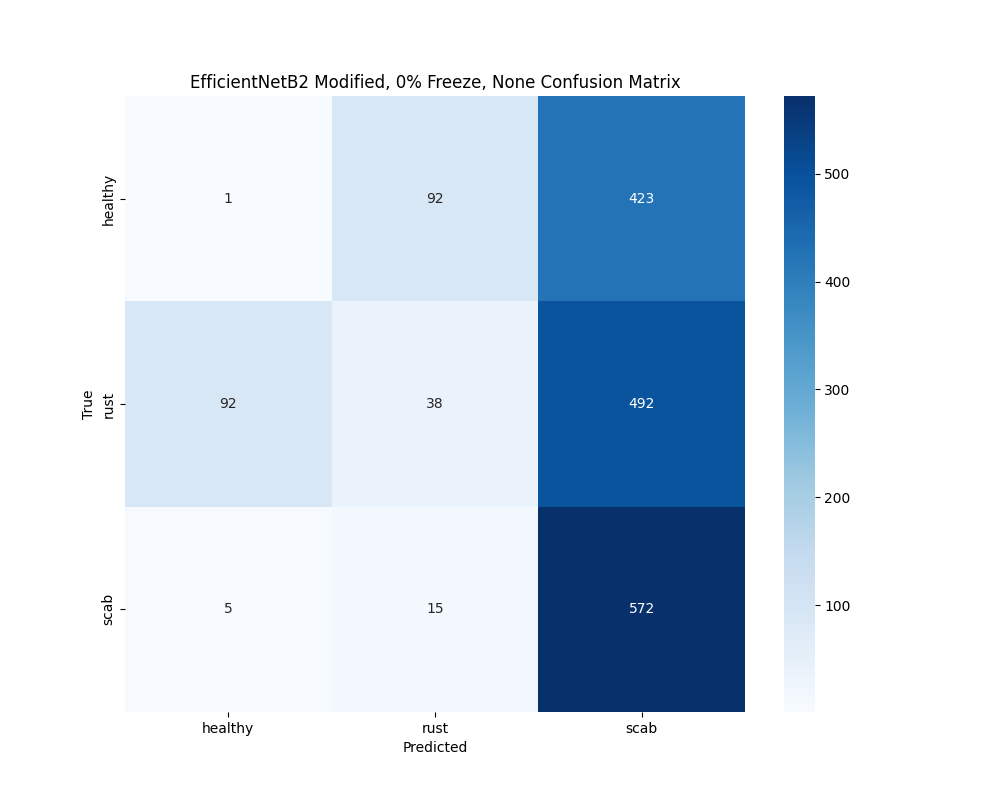 EfficientNetB2 Modified, 0% Freeze, None Confusion Matrix
healthy
1
92
423
500
400
True
rust
92
38
492
300
200
scab
5
15
572
100
healthy
rust
scab
Predicted